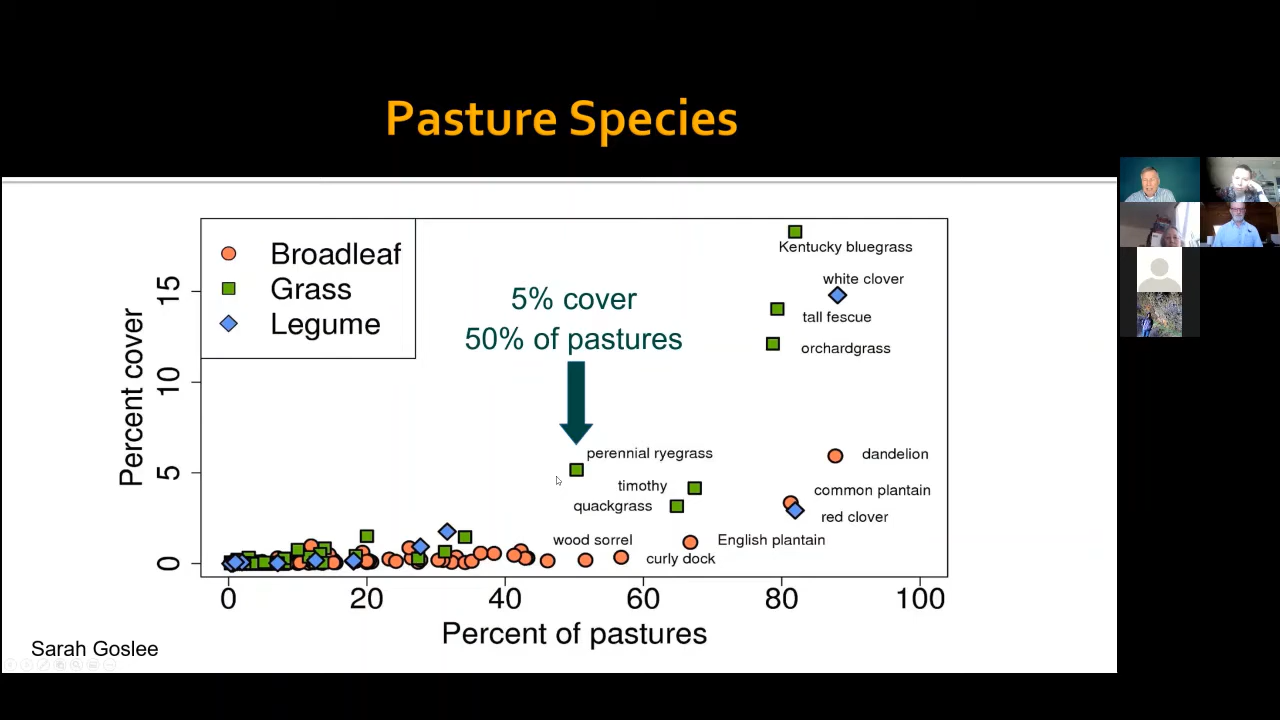 Pasture Species
Broadleaf
Grass
Legume
5% cover
50% of pastures
Kentucky bluegrass
white clover
tall fescue
orchardgrass
perennial ryegrass
timothy
quackgrass
dandelion
common plantain
red clover
wood sorrel
English plantain
curly dock
Percent cover
15
10
5
0
0 20 40 60 80 100
Percent of pastures
Sarah Goslee